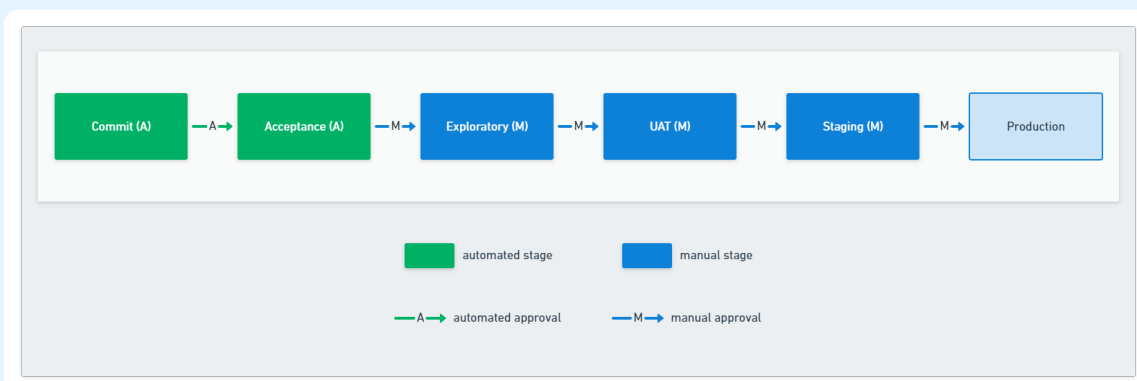 Commit (A) A Acceptance (A) M Exploratory (M) M UAT (M) M Staging (M) M Production
automated stage manual stage
A automated approval M manual approval